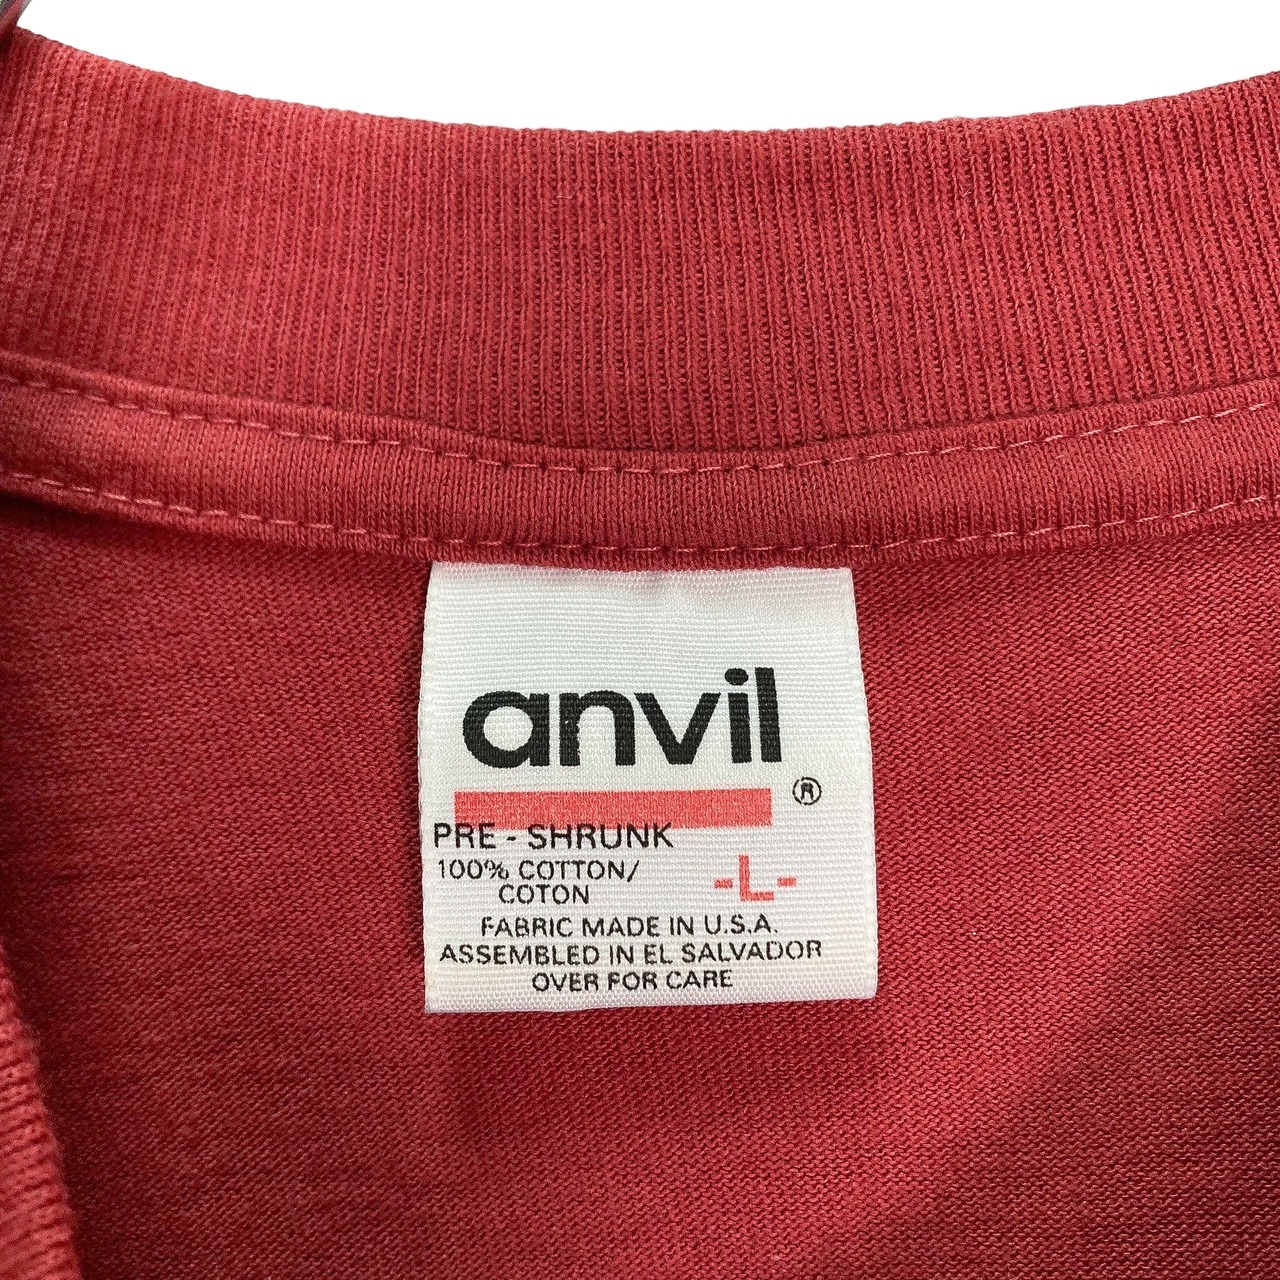 anvil
®
PRE - SHRUNK
100% COTTON/
COTON
-L-
FABRIC MADE IN U.S.A.
ASSEMBLED IN EL SALVADOR
OVER FOR CARE